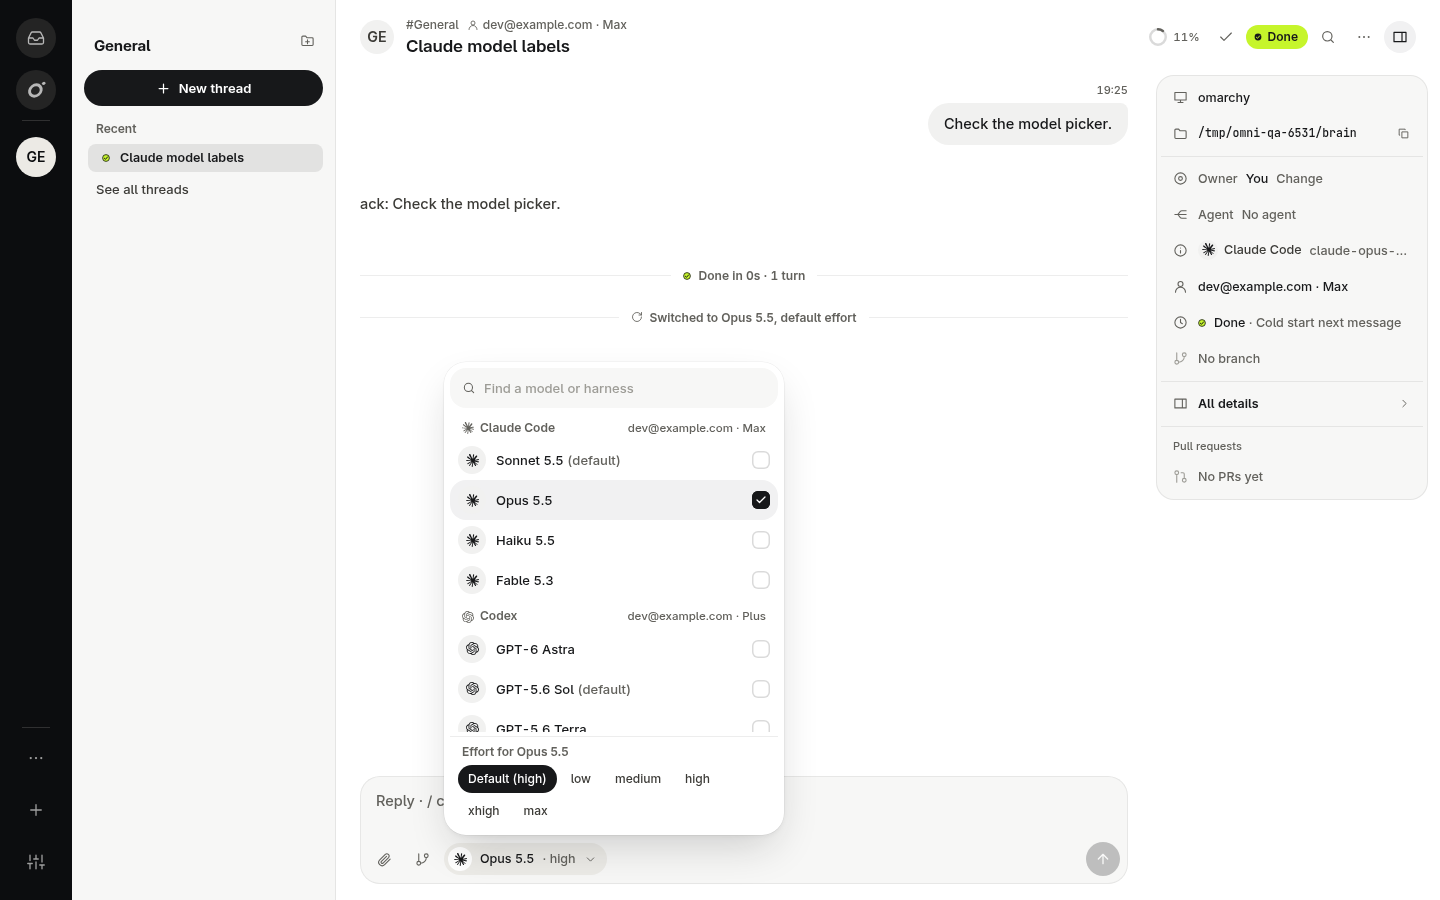 General
New thread
Recent
GE
Claude model labels
See all threads
GE
#General dev@example.com · Max
Claude model labels
11%
Done
19:25
Check the model picker.
ack: Check the model picker.
Done in 0s · 1 turn
Switched to Opus 5.5, default effort
Find a model or harness
Claude Code dev@example.com · Max
Sonnet 5.5 (default)
Opus 5.5
Haiku 5.5
Fable 5.3
Codex dev@example.com · Plus
GPT-6 Astra
GPT-5.6 Sol (default)
GPT-5.6 Terra
Effort for Opus 5.5
Default (high) low medium high
xhigh max
Reply · / c
Opus 5.5 · high
omarchy
/tmp/omni-qa-6531/brain
Owner You Change
Agent No agent
Claude Code claude-opus-...
dev@example.com · Max
Done · Cold start next message
No branch
All details
Pull requests
No PRs yet